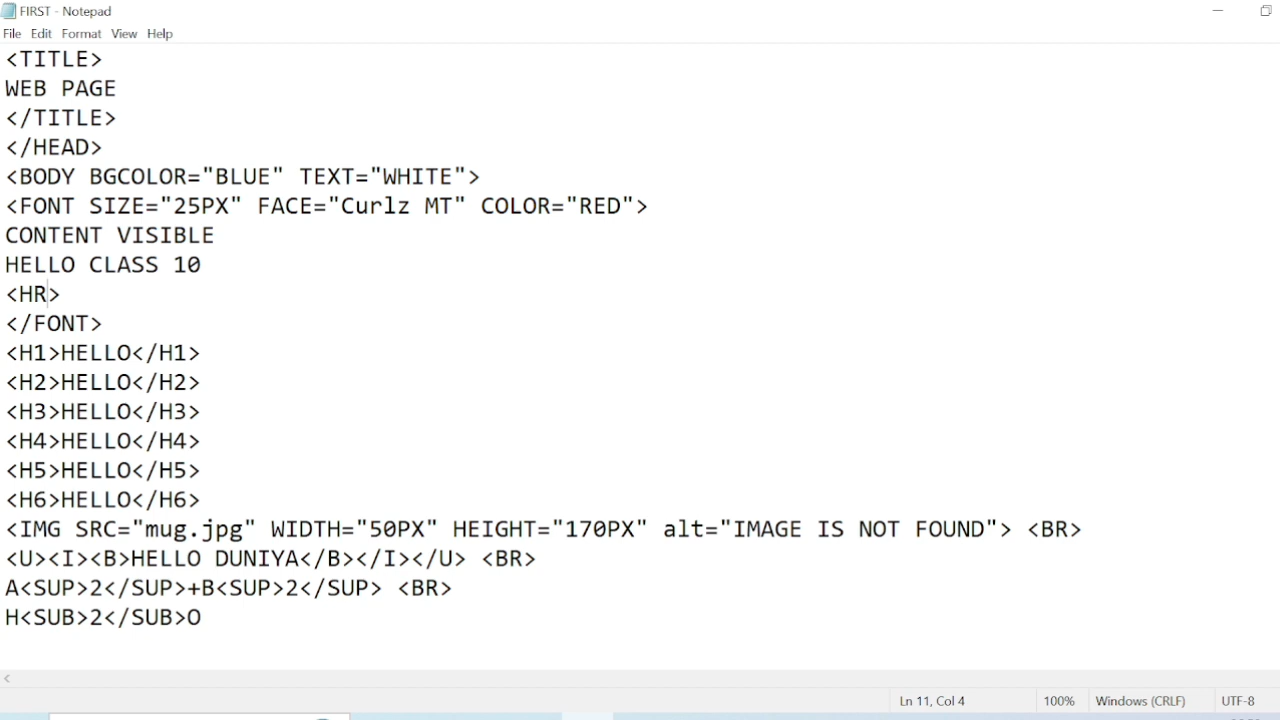 FIRST - Notepad
File Edit Format View Help
<TITLE>
WEB PAGE
</TITLE>
</HEAD>
<BODY BGCOLOR="BLUE" TEXT="WHITE">
<FONT SIZE="25PX" FACE="Curlz MT" COLOR="RED">
CONTENT VISIBLE
HELLO CLASS 10
<HR>
</FONT>
<H1>HELLO</H1>
<H2>HELLO</H2>
<H3>HELLO</H3>
<H4>HELLO</H4>
<H5>HELLO</H5>
<H6>HELLO</H6>
<IMG SRC="mug.jpg" WIDTH="50PX" HEIGHT="170PX" alt="IMAGE IS NOT FOUND"> <BR>
<U><I><B>HELLO DUNIYA</B></I></U> <BR>
A<SUP>2</SUP>+B<SUP>2</SUP> <BR>
H<SUB>2</SUB>O
Ln 11, Col 4 100% Windows (CRLF) UTF-8